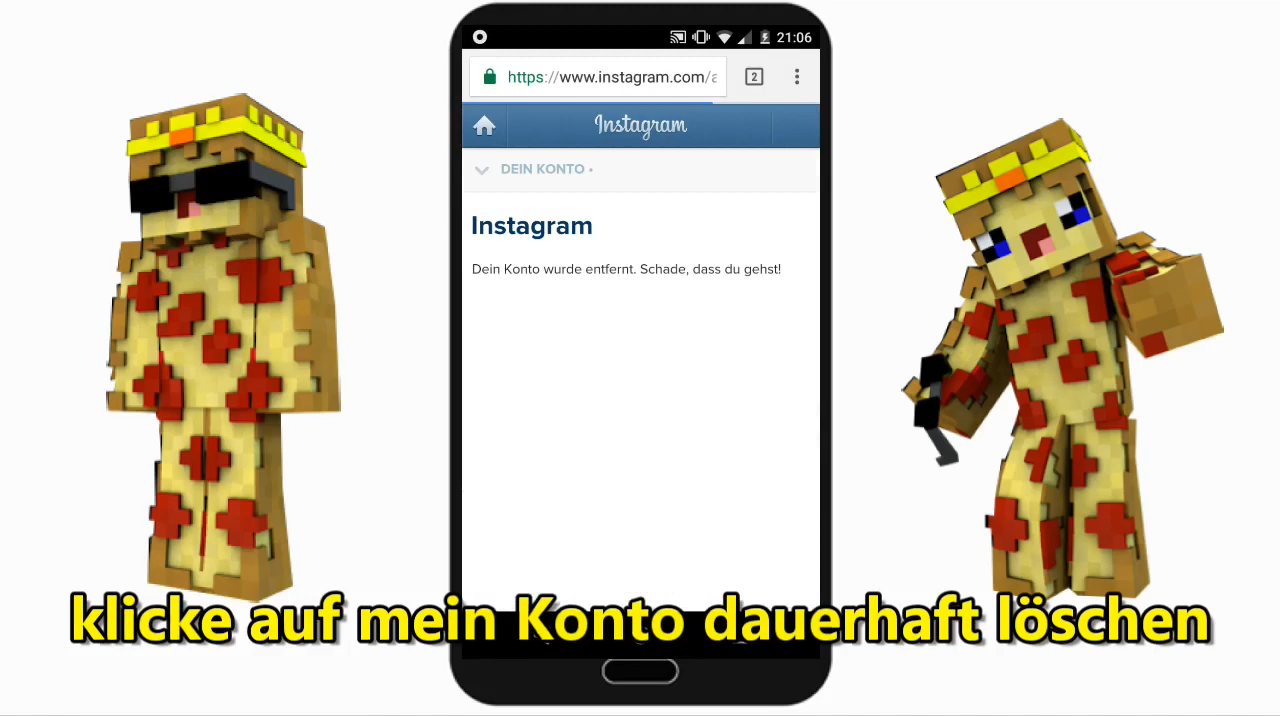 21:06
https://www.instagram.com/a
2
Instagram
DEIN KONTO •
Instagram
Dein Konto wurde entfernt. Schade, dass du gehst!
klicke auf mein Konto dauerhaft löschen